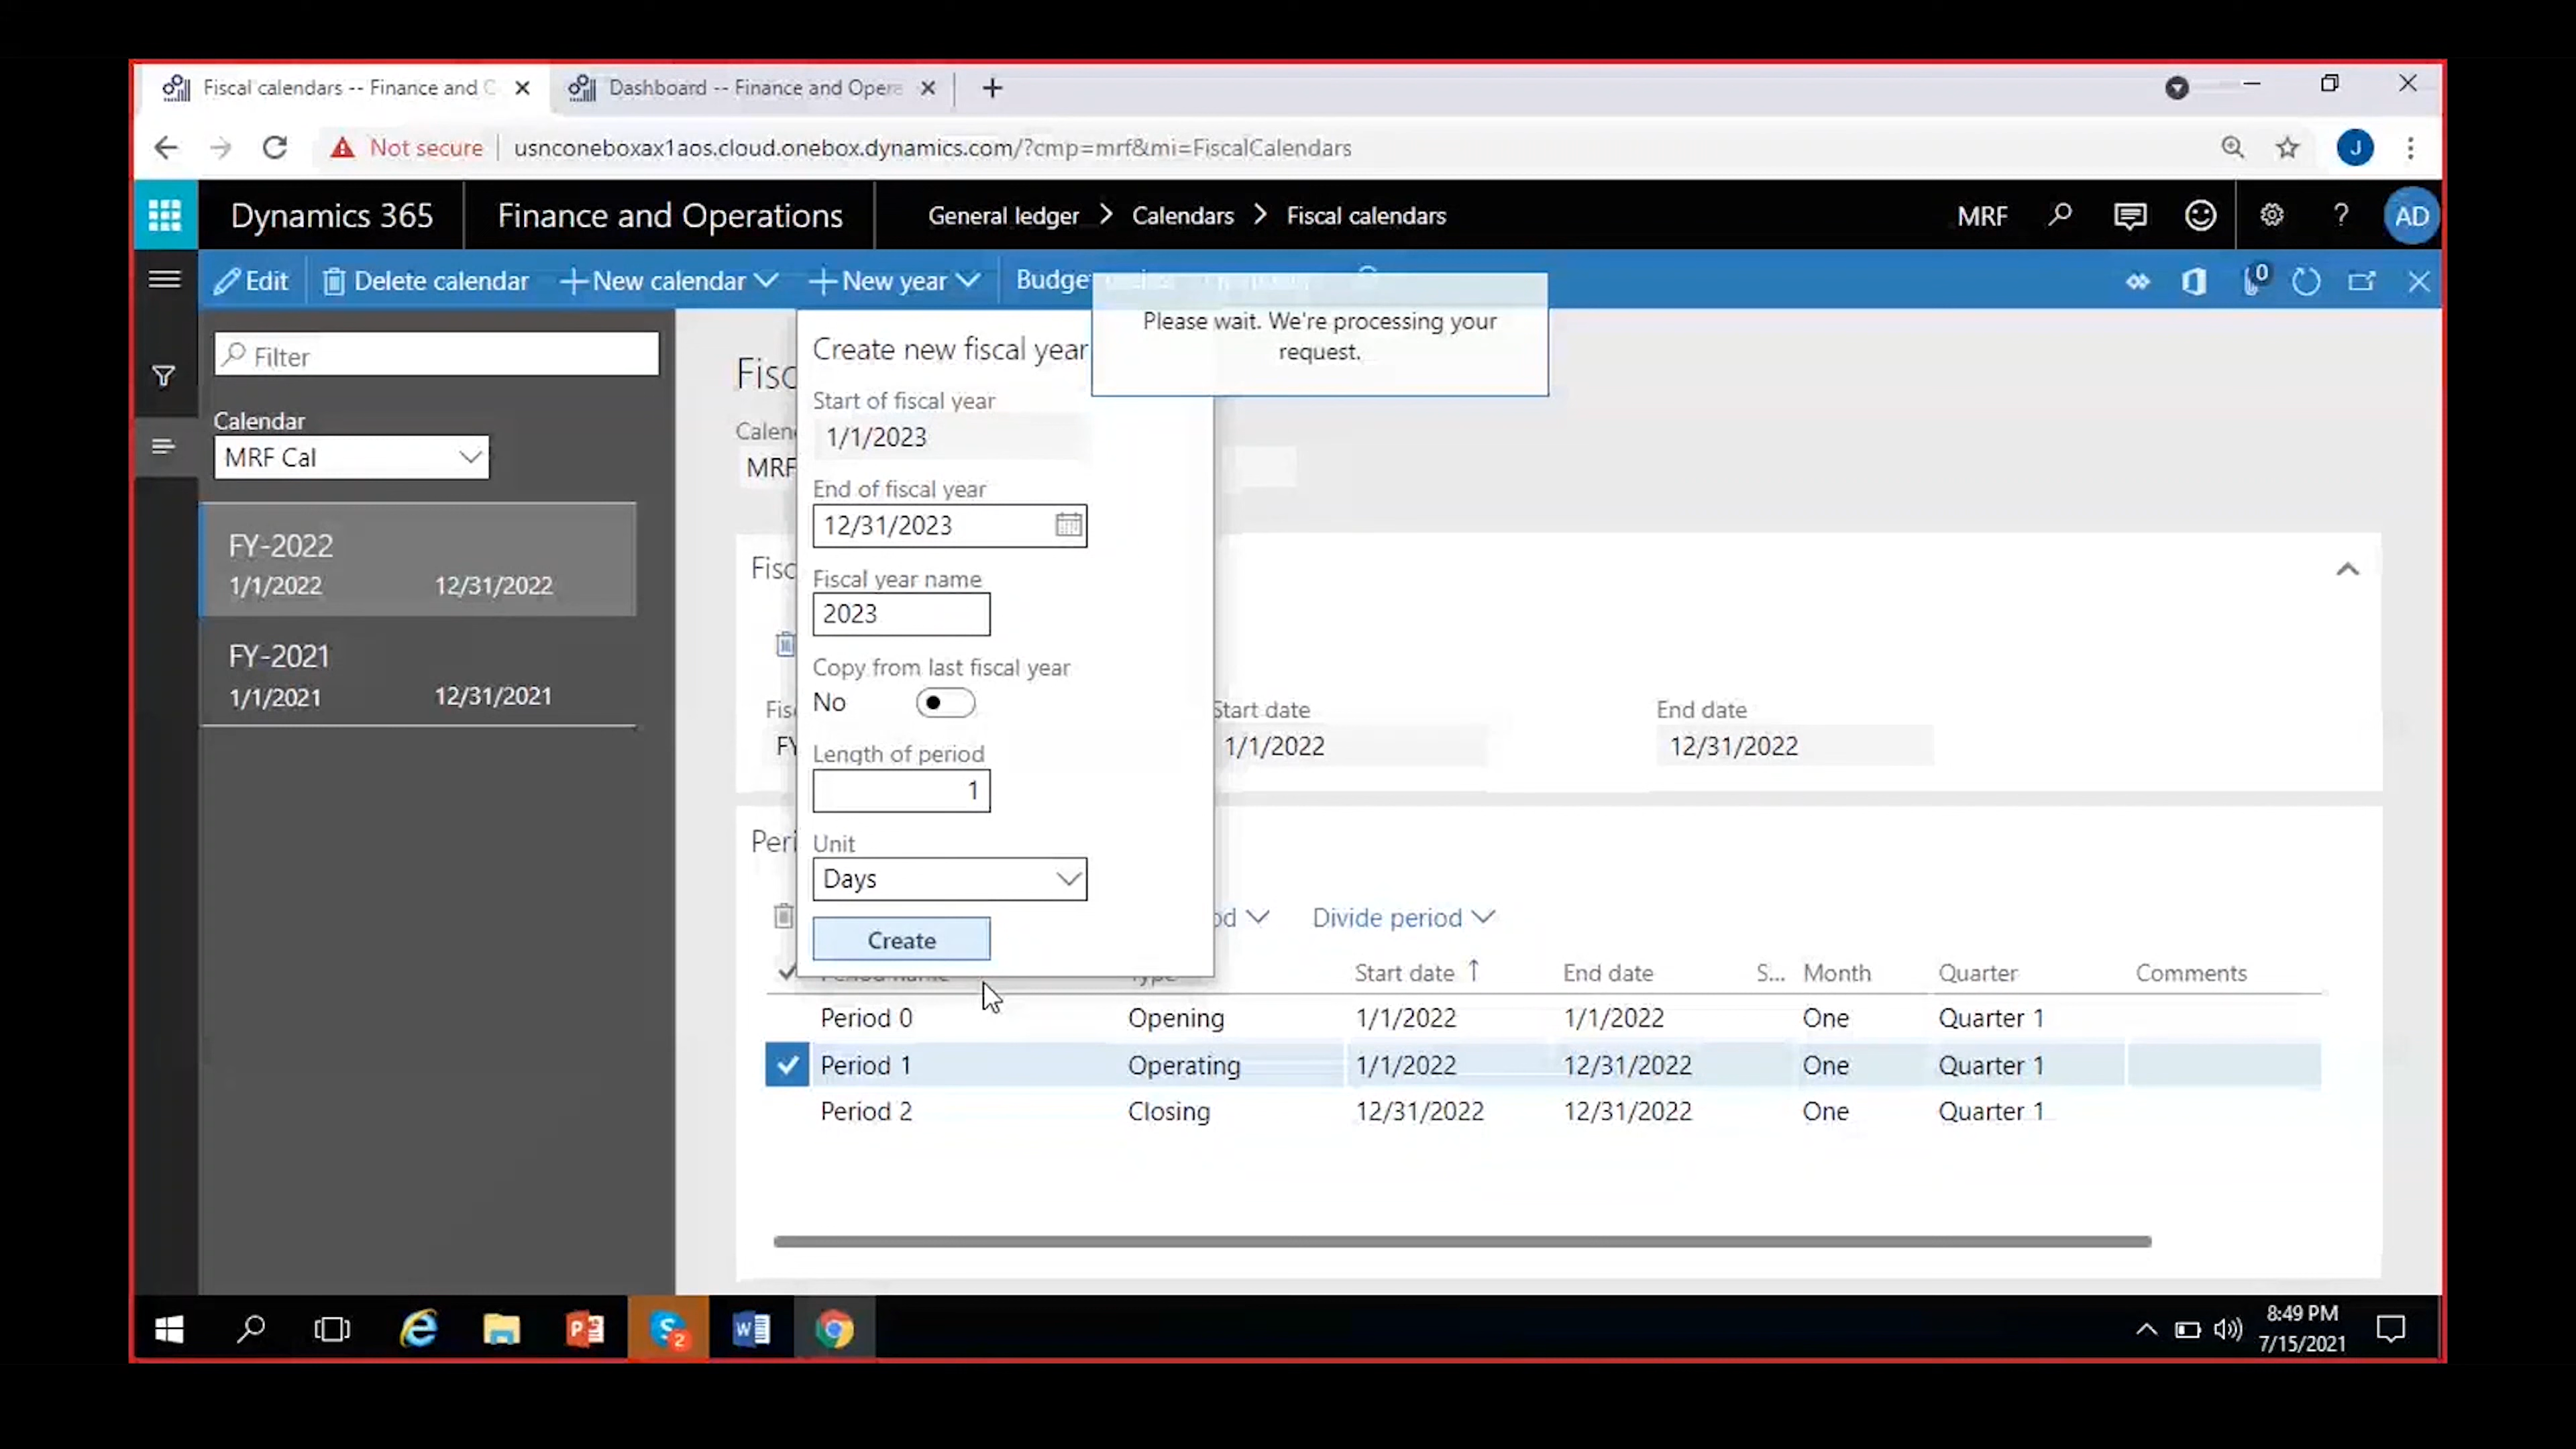 Fiscal calendars -- Finance and
Dashboard -- Finance and Opera
Not secure
usnconeboxax1aos.cloud.onebox.dynamics.com/?cmp=mrf&mi=FiscalCalendars
J
Dynamics 365
Finance and Operations
General ledger > Calendars > Fiscal calendars
MRF
?
AD
Edit
Delete calendar
New calendar
New year
Budge
0
Please wait. We're processing your
request.
Filter
Calendar
MRF Cal
FY-2022
1/1/2022 12/31/2022
FY-2021
1/1/2021 12/31/2021
Create new fiscal year
Start of fiscal year
1/1/2023
End of fiscal year
12/31/2023
Fiscal year name
2023
Copy from last fiscal year
No
Length of period
1
Unit
Days
Create
Fisc
Calen
MRF
Fisc
Fis
FY
Start date
1/1/2022
End date
12/31/2022
Peri
od
Divide period
Period name Type Start date End date S... Month Quarter Comments
Period 0 Opening 1/1/2022 1/1/2022 One Quarter 1
Period 1 Operating 1/1/2022 12/31/2022 One Quarter 1
Period 2 Closing 12/31/2022 12/31/2022 One Quarter 1
2
8:49 PM
7/15/2021